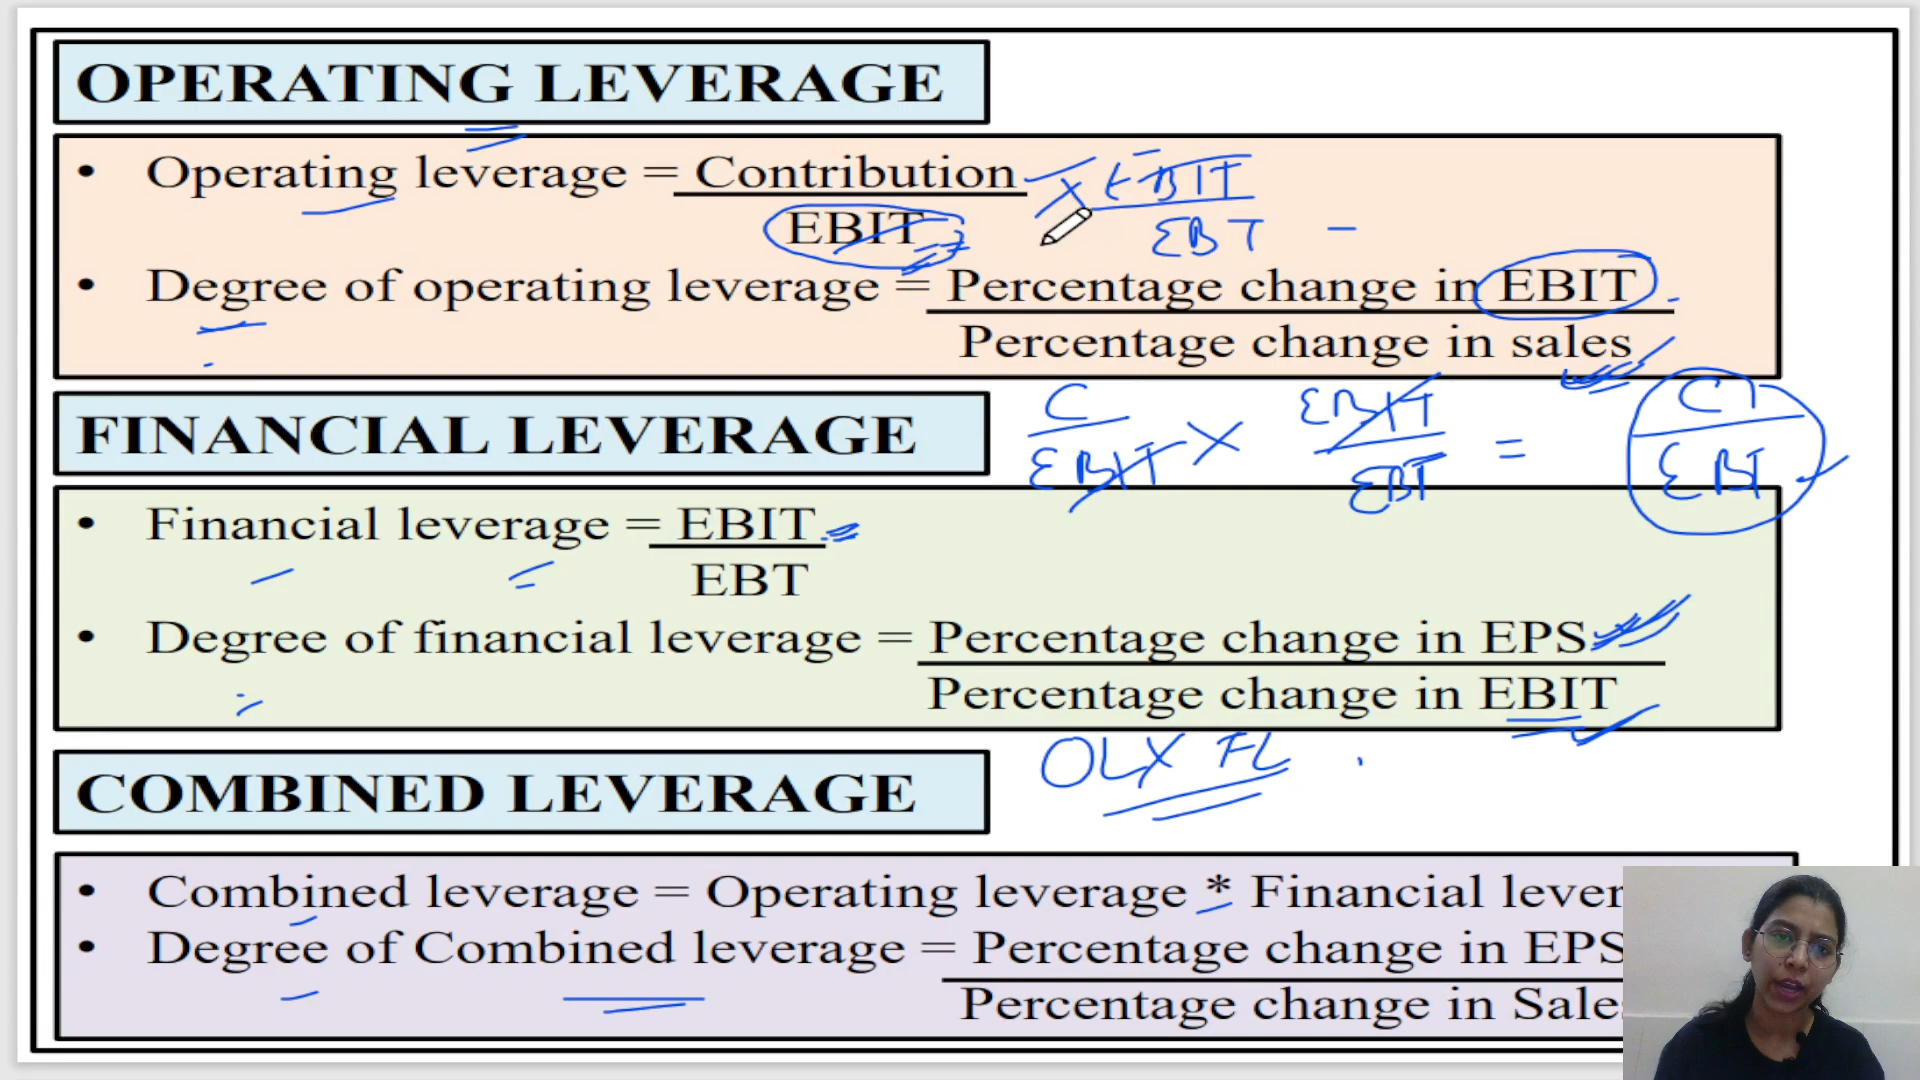 OPERATING LEVERAGE
• Operating leverage = Contribution × EBIT
EBIT EBT -
• Degree of operating leverage = Percentage change in EBIT
Percentage change in sales
C × EBIT = C
EBIT EBT EBT
FINANCIAL LEVERAGE
• Financial leverage = EBIT
EBT
• Degree of financial leverage = Percentage change in EPS
Percentage change in EBIT
OL × FL
COMBINED LEVERAGE
• Combined leverage = Operating leverage * Financial lever
• Degree of Combined leverage = Percentage change in EPS
Percentage change in Sale